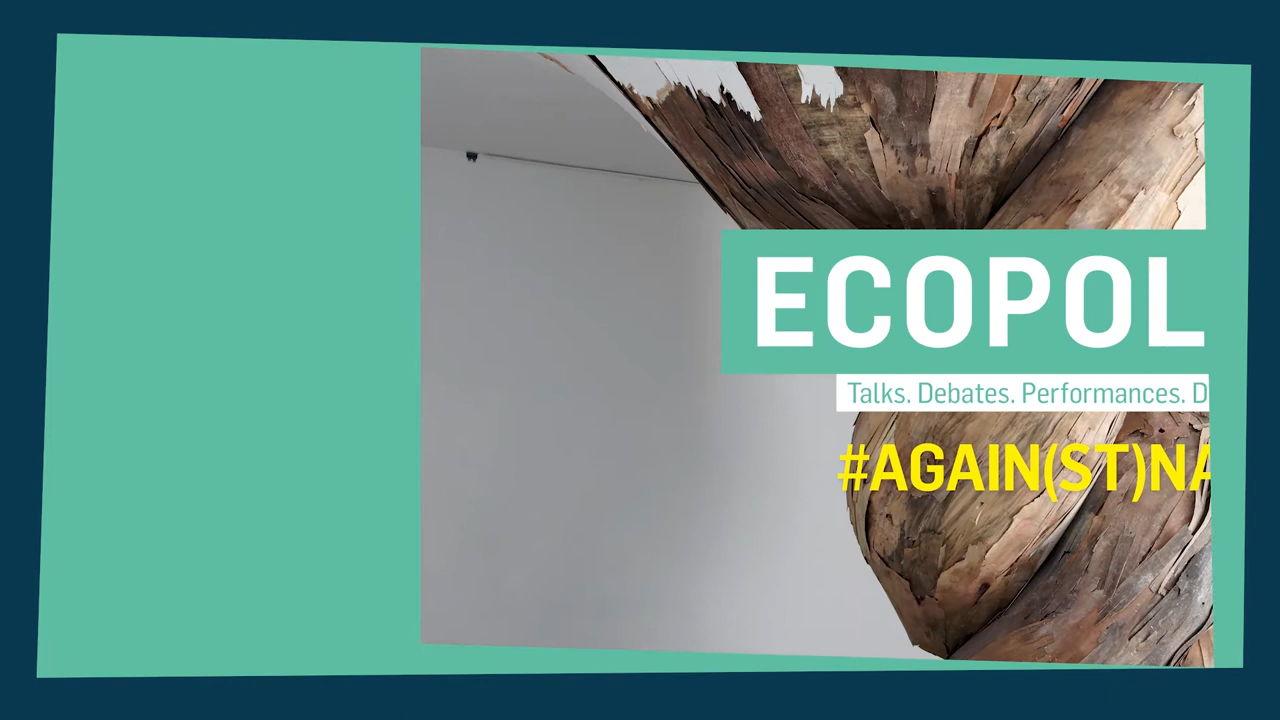 ECOPOL
Talks. Debates. Performances. D
#AGAIN(ST)NA